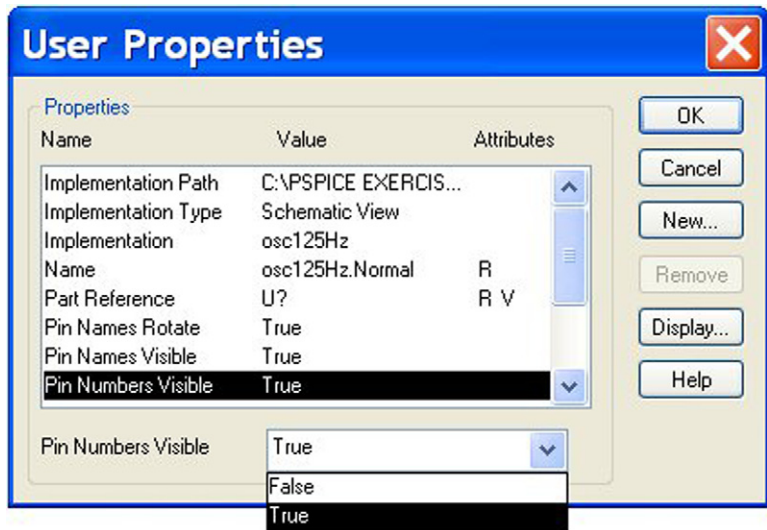 User Properties
Properties
Name Value Attributes
Implementation Path C:\PSPICE EXERCIS...
Implementation Type Schematic View
Implementation osc125Hz
Name osc125Hz.Normal R
Part Reference U? R V
Pin Names Rotate True
Pin Names Visible True
Pin Numbers Visible True
Pin Numbers Visible True
False
True
OK
Cancel
New...
Remove
Display...
Help